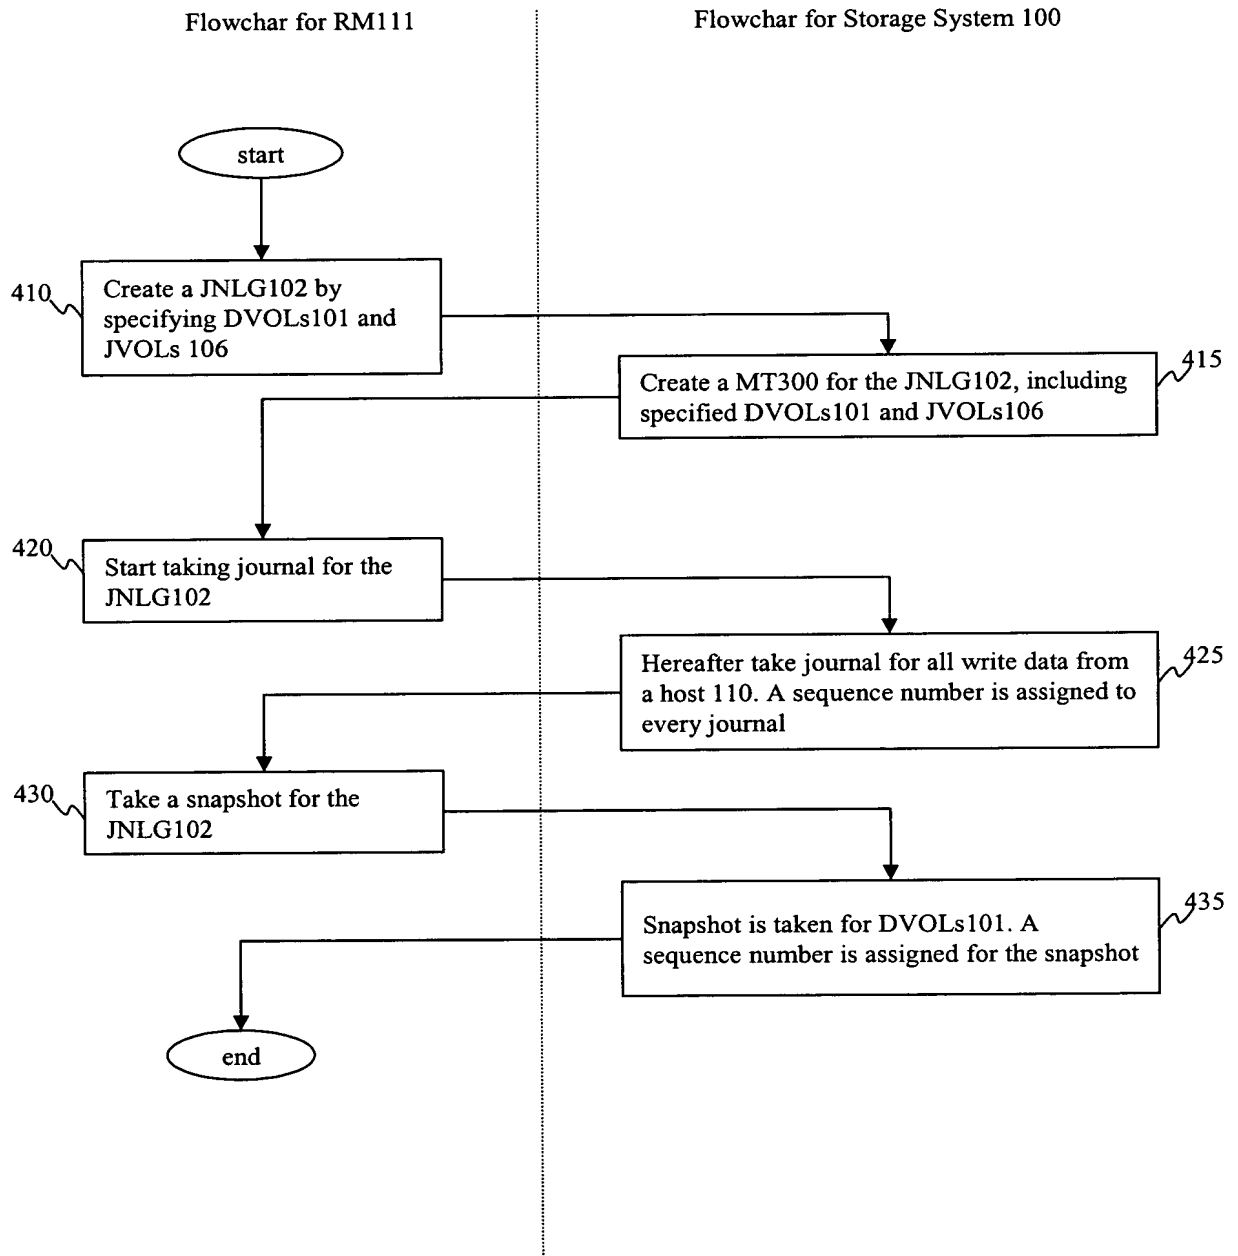 Flowchar for RM111
Flowchar for Storage System 100
start
410
Create a JNLG102 by
specifying DVOLs101 and
JVOLs 106
415
Create a MT300 for the JNLG102, including
specified DVOLs101 and JVOLs106
420
Start taking journal for the
JNLG102
425
Hereafter take journal for all write data from
a host 110. A sequence number is assigned to
every journal
430
Take a snapshot for the
JNLG102
435
Snapshot is taken for DVOLs101. A
sequence number is assigned for the snapshot
end